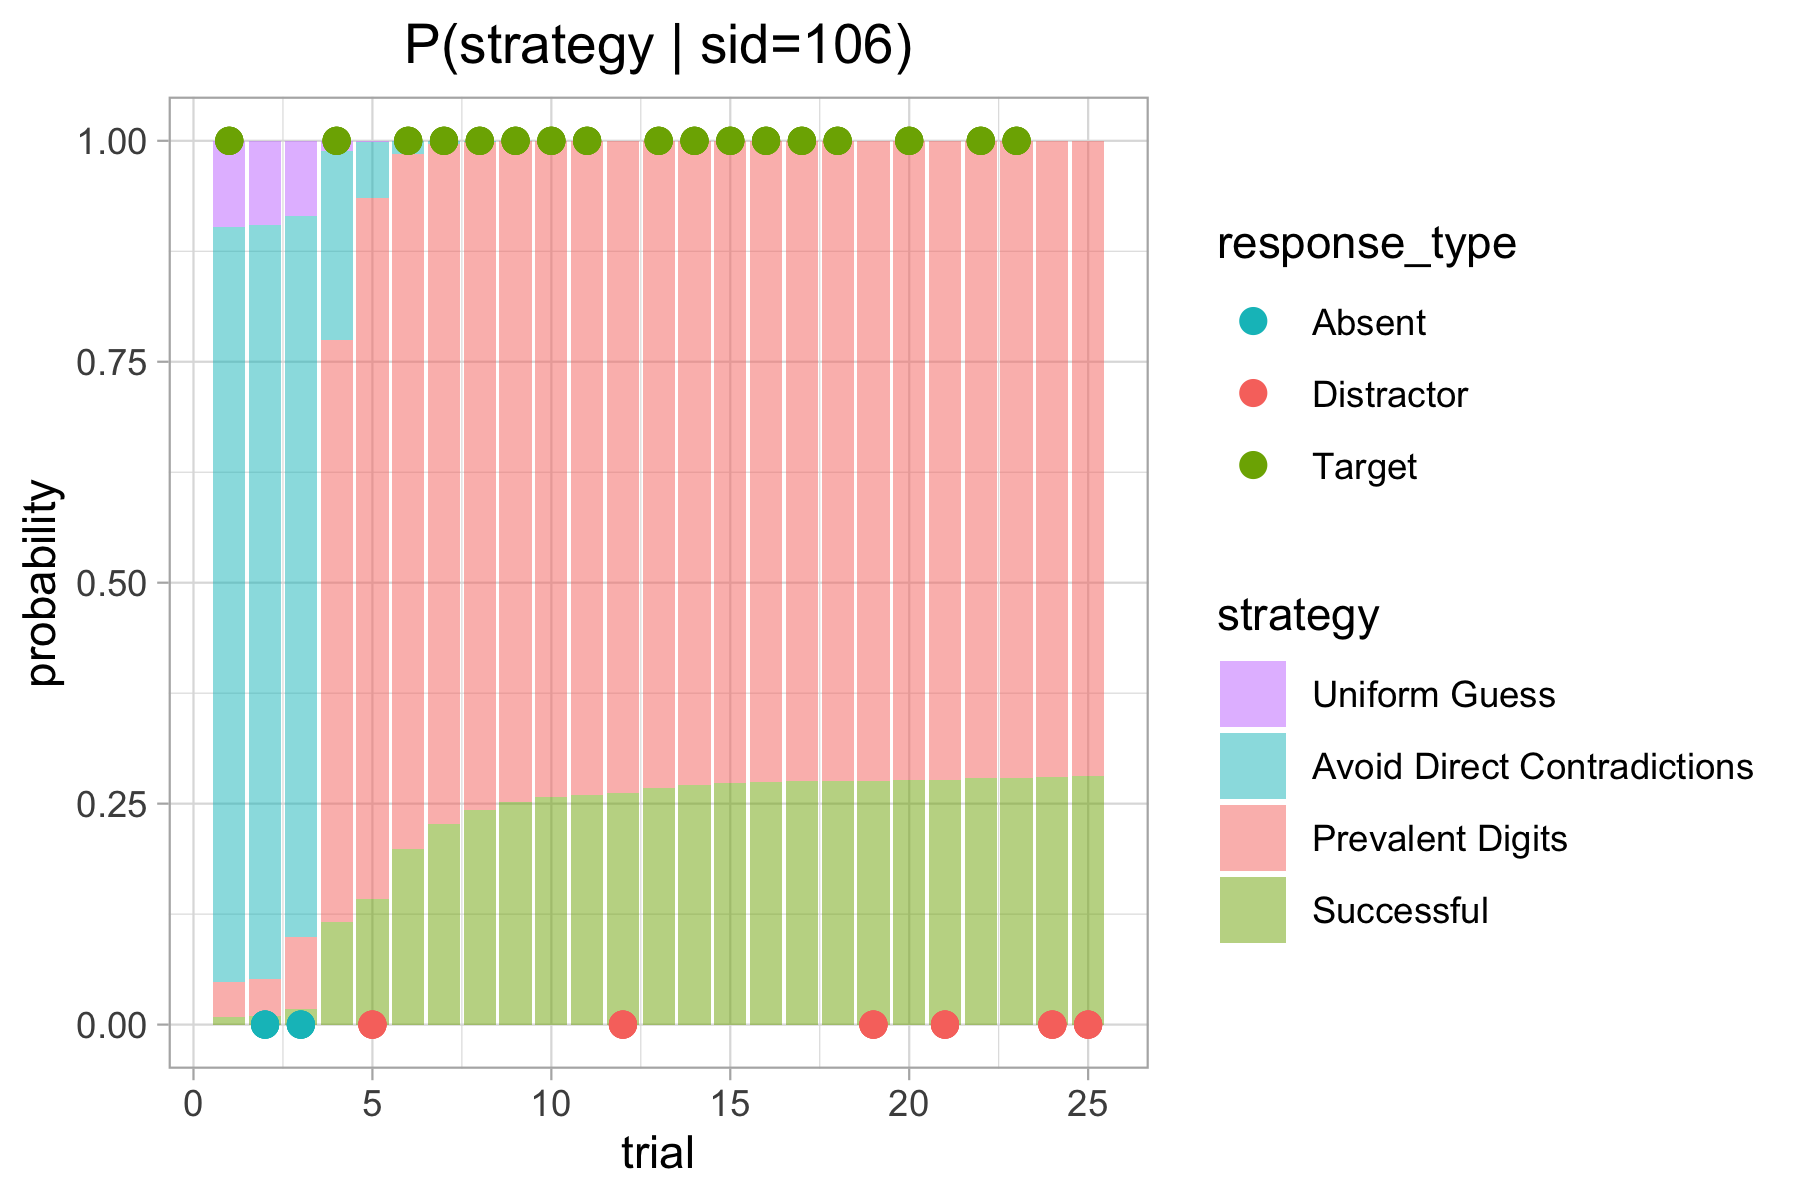 P(strategy | sid=106)
probability
1.00
0.75
0.50
0.25
0.00
0 5 10 15 20 25
trial
response_type
Absent
Distractor
Target
strategy
Uniform Guess
Avoid Direct Contradictions
Prevalent Digits
Successful